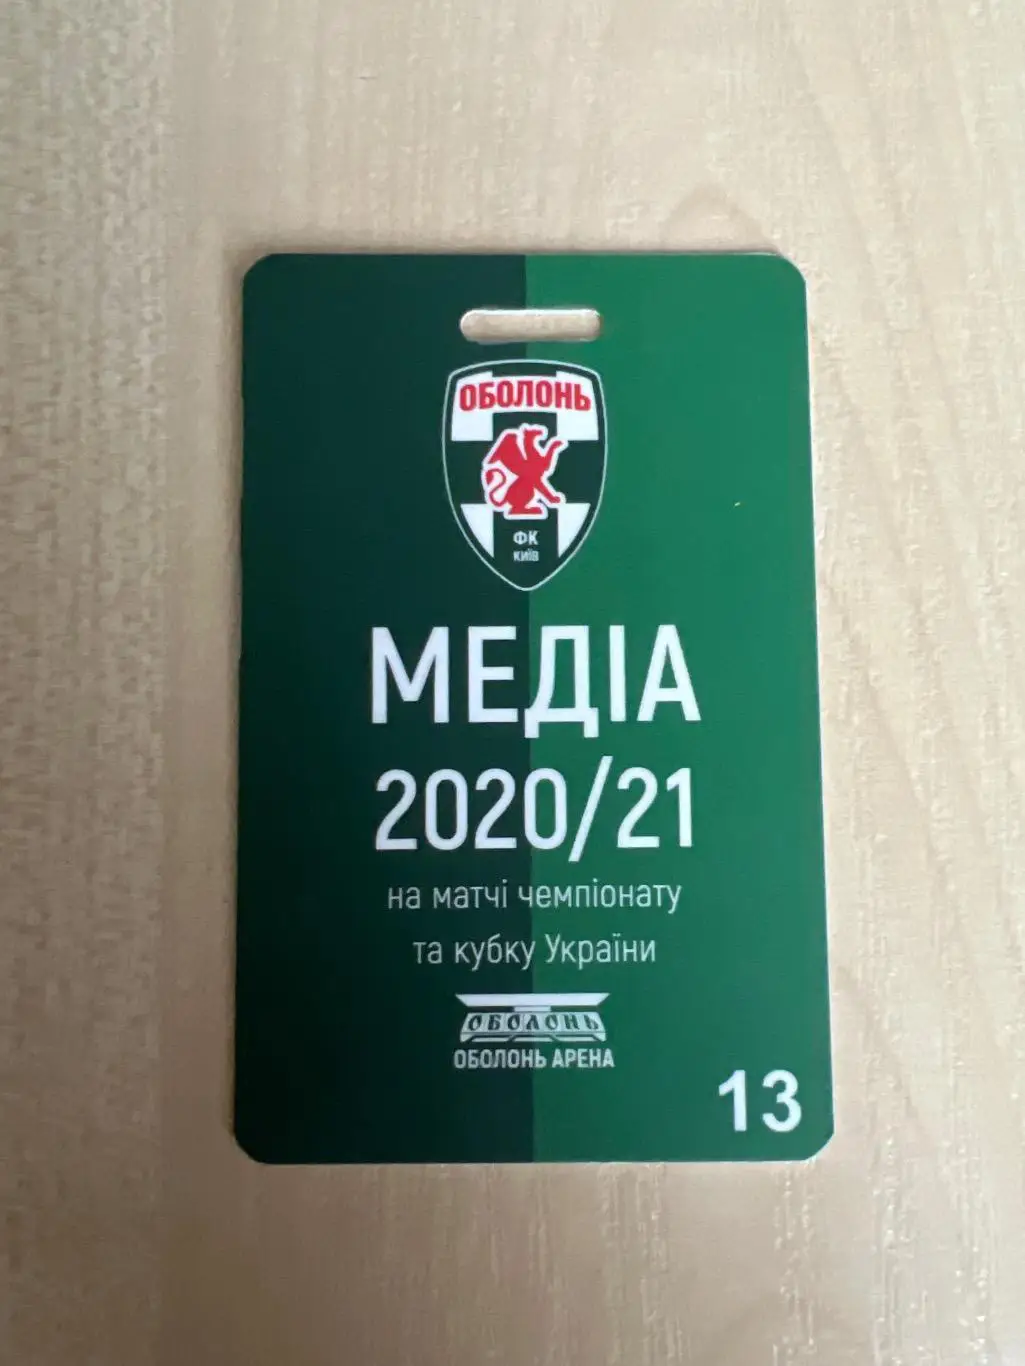 ОБОЛОНЬ
ФК
КИЇВ
МЕДІА
2020/21
на матчі чемпіонату
та кубку України
ОБОЛОНЬ
ОБОЛОНЬ АРЕНА
13